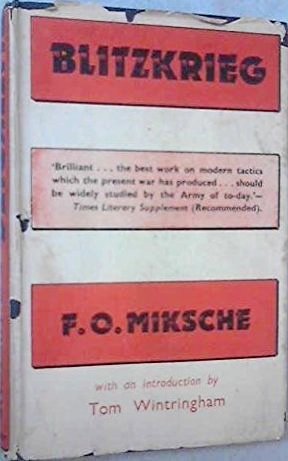 BLITZKRIEG
'Brilliant . . . the best work on modern tactics
which the present war has produced . . . should
be widely studied by the Army of to-day.'—
Times Literary Supplement (Recommended).
F. O. MIKSCHE
with an introduction by
Tom Wintringham